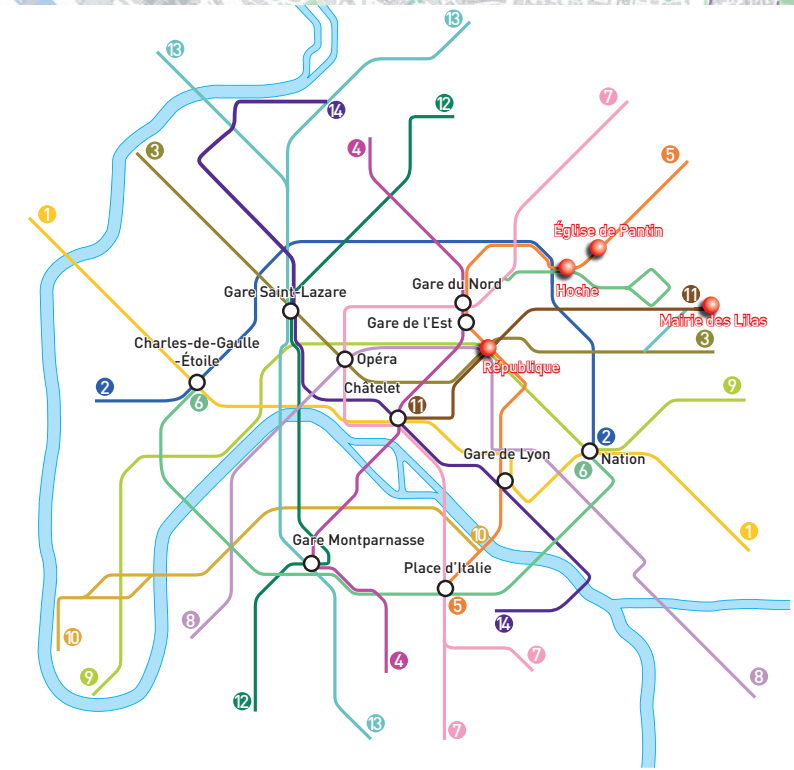 13
13
14
12
7
4
3
5
1
Église de Pantin
Gare du Nord
Hoche
Gare Saint-Lazare
11
Gare de l'Est
Mairie des Lilas
Charles-de-Gaulle
-Étoile
3
Opéra
République
2
Châtelet
9
6
11
2
Gare de Lyon
Nation
6
10
1
Gare Montparnasse
Place d'Italie
5
8
14
10
7
4
9
8
12
13
7